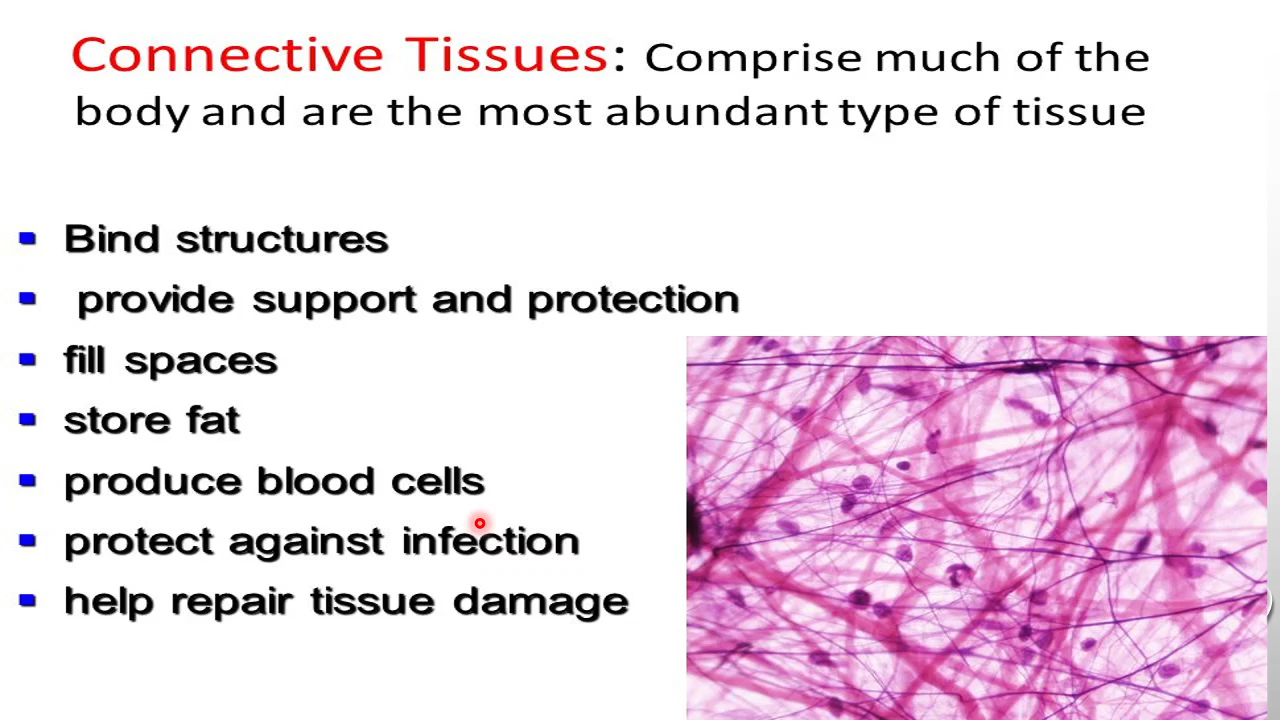 Connective Tissues: Comprise much of the
body and are the most abundant type of tissue
Bind structures
provide support and protection
fill spaces
store fat
produce blood cells
protect against infection
help repair tissue damage